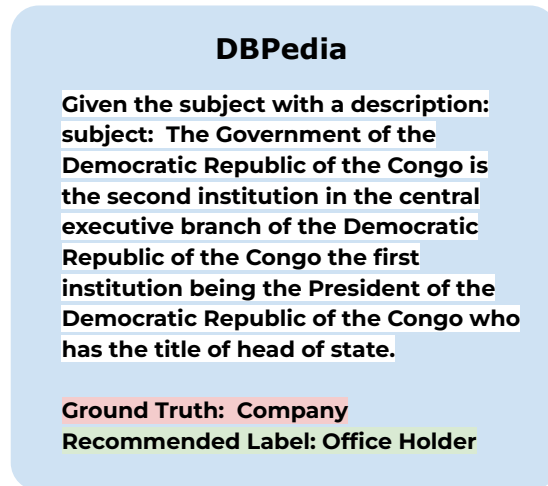 DBPedia
Given the subject with a description:
subject:  The Government of the
Democratic Republic of the Congo is
the second institution in the central
executive branch of the Democratic
Republic of the Congo the first
institution being the President of the
Democratic Republic of the Congo who
has the title of head of state.
Ground Truth:  Company
Recommended Label: Office Holder